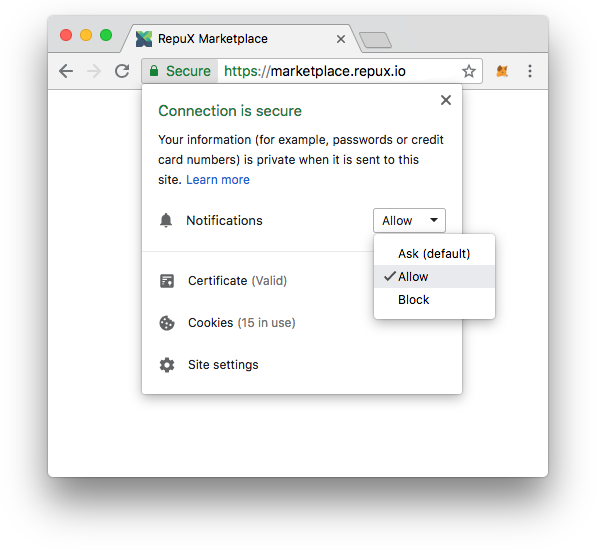 RepuX Marketplace
Secure https://marketplace.repux.io
Connection is secure
Your information (for example, passwords or credit
card numbers) is private when it is sent to this
site. Learn more
Notifications Allow
Ask (default)
Allow
Block
Certificate (Valid)
Cookies (15 in use)
Site settings